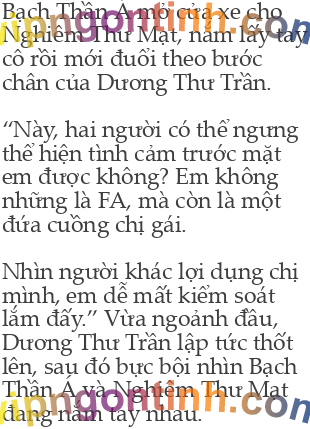 Bạch Thần Á mở cửa xe cho
Nghiêm Thư Mạt, nắm lấy tay
cô rồi mới đuổi theo bước
chân của Dương Thư Trần.
“Này, hai người có thể ngưng
thể hiện tình cảm trước mặt
em được không? Em không
những là FA, mà còn là một
đứa cuồng chị gái.
Nhìn người khác lợi dụng chị
mình, em dễ mất kiểm soát
lắm đấy.” Vừa ngoảnh đầu,
Dương Thư Trần lập tức thốt
lên, sau đó bực bội nhìn Bạch
Thần Á và Nghiêm Thư Mạt
đang nắm tay nhau.
vipngontinh.com
vipngontinh.com